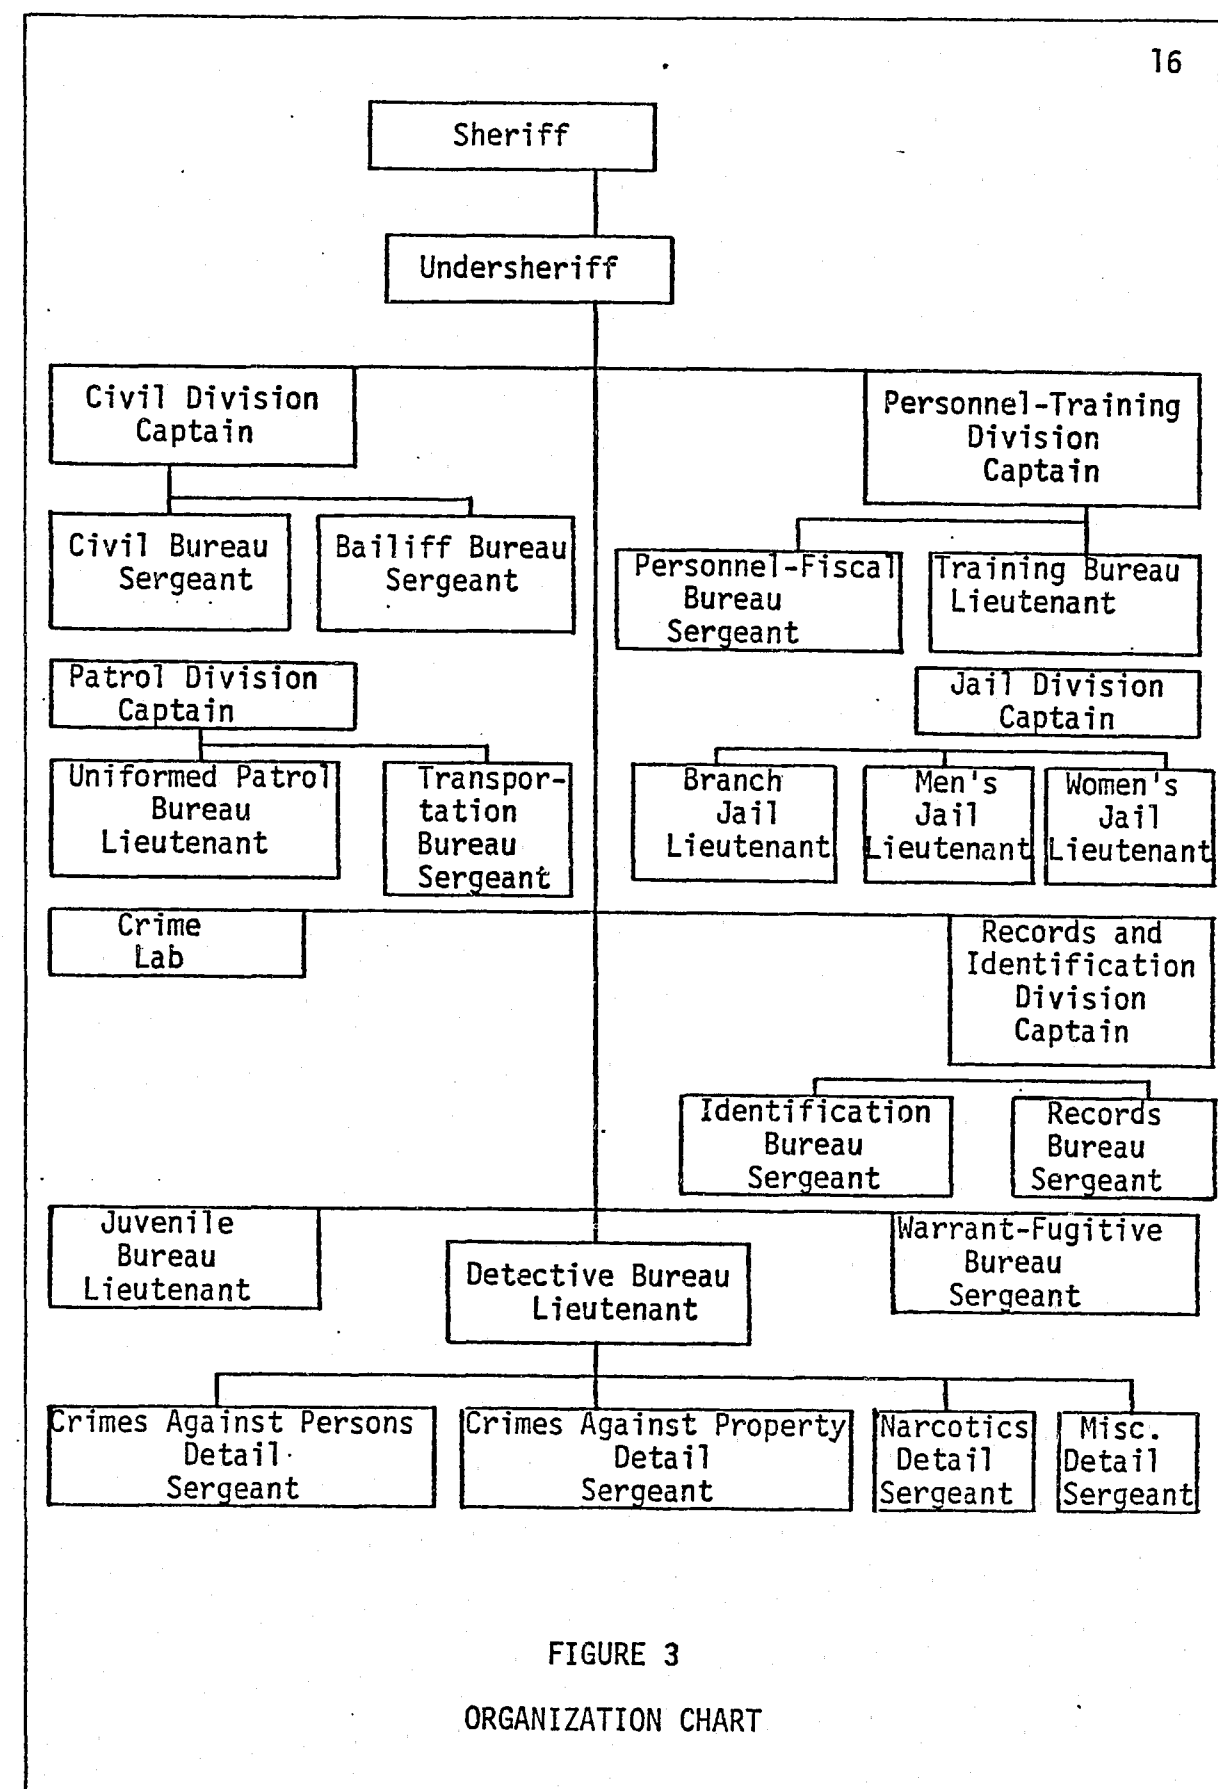 16
Sheriff
Undersheriff
Civil Division
Captain
Personnel-Training
Division
Captain
Civil Bureau
Sergeant
Bailiff Bureau
Sergeant
Personnel-Fiscal
Bureau
Sergeant
Training Bureau
Lieutenant
Patrol Division
Captain
Jail Division
Captain
Uniformed Patrol
Bureau
Lieutenant
Transpor-
tation
Bureau
Sergeant
Branch
Jail
Lieutenant
Men's
Jail
Lieutenant
Women's
Jail
Lieutenant
Crime
Lab
Records and
Identification
Division
Captain
Identification
Bureau
Sergeant
Records
Bureau
Sergeant
Juvenile
Bureau
Lieutenant
Detective Bureau
Lieutenant
Warrant-Fugitive
Bureau
Sergeant
Crimes Against Persons
Detail
Sergeant
Crimes Against Property
Detail
Sergeant
Narcotics
Detail
Sergeant
Misc.
Detail
Sergeant
FIGURE 3
ORGANIZATION CHART